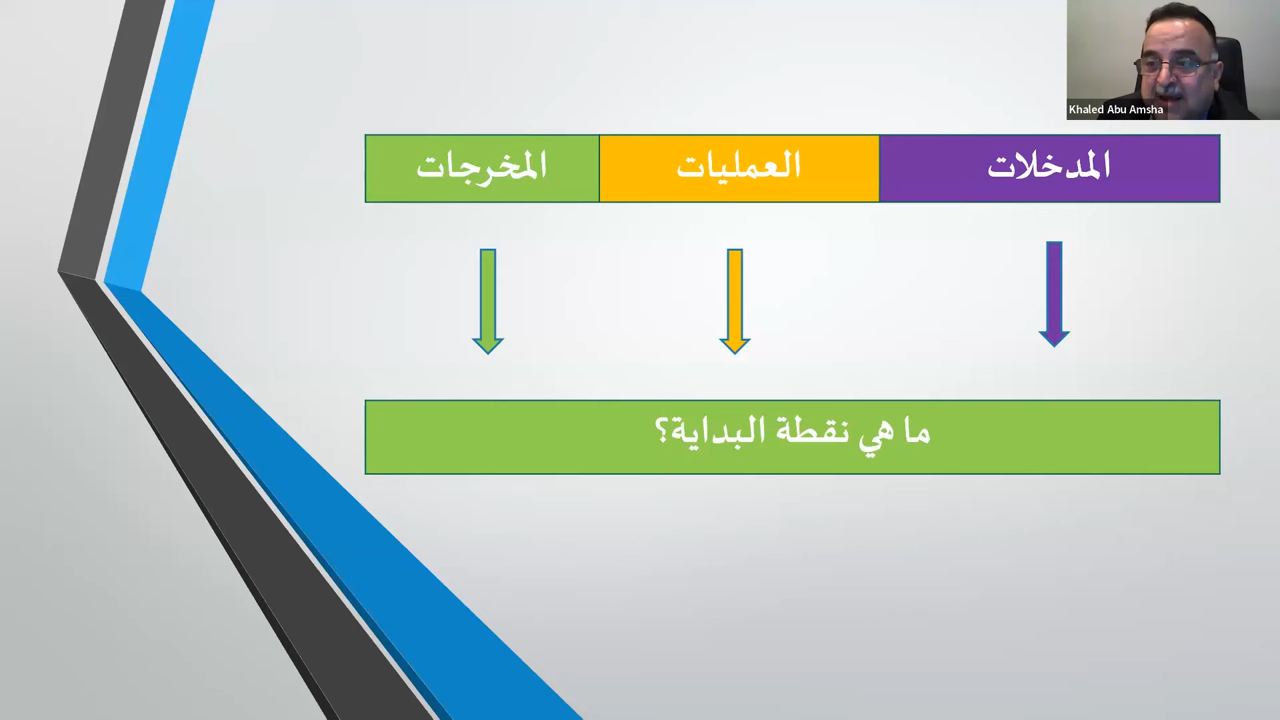 Khaled Abu Amsha
المدخلات العمليات المخرجات
ما هي نقطة البداية؟